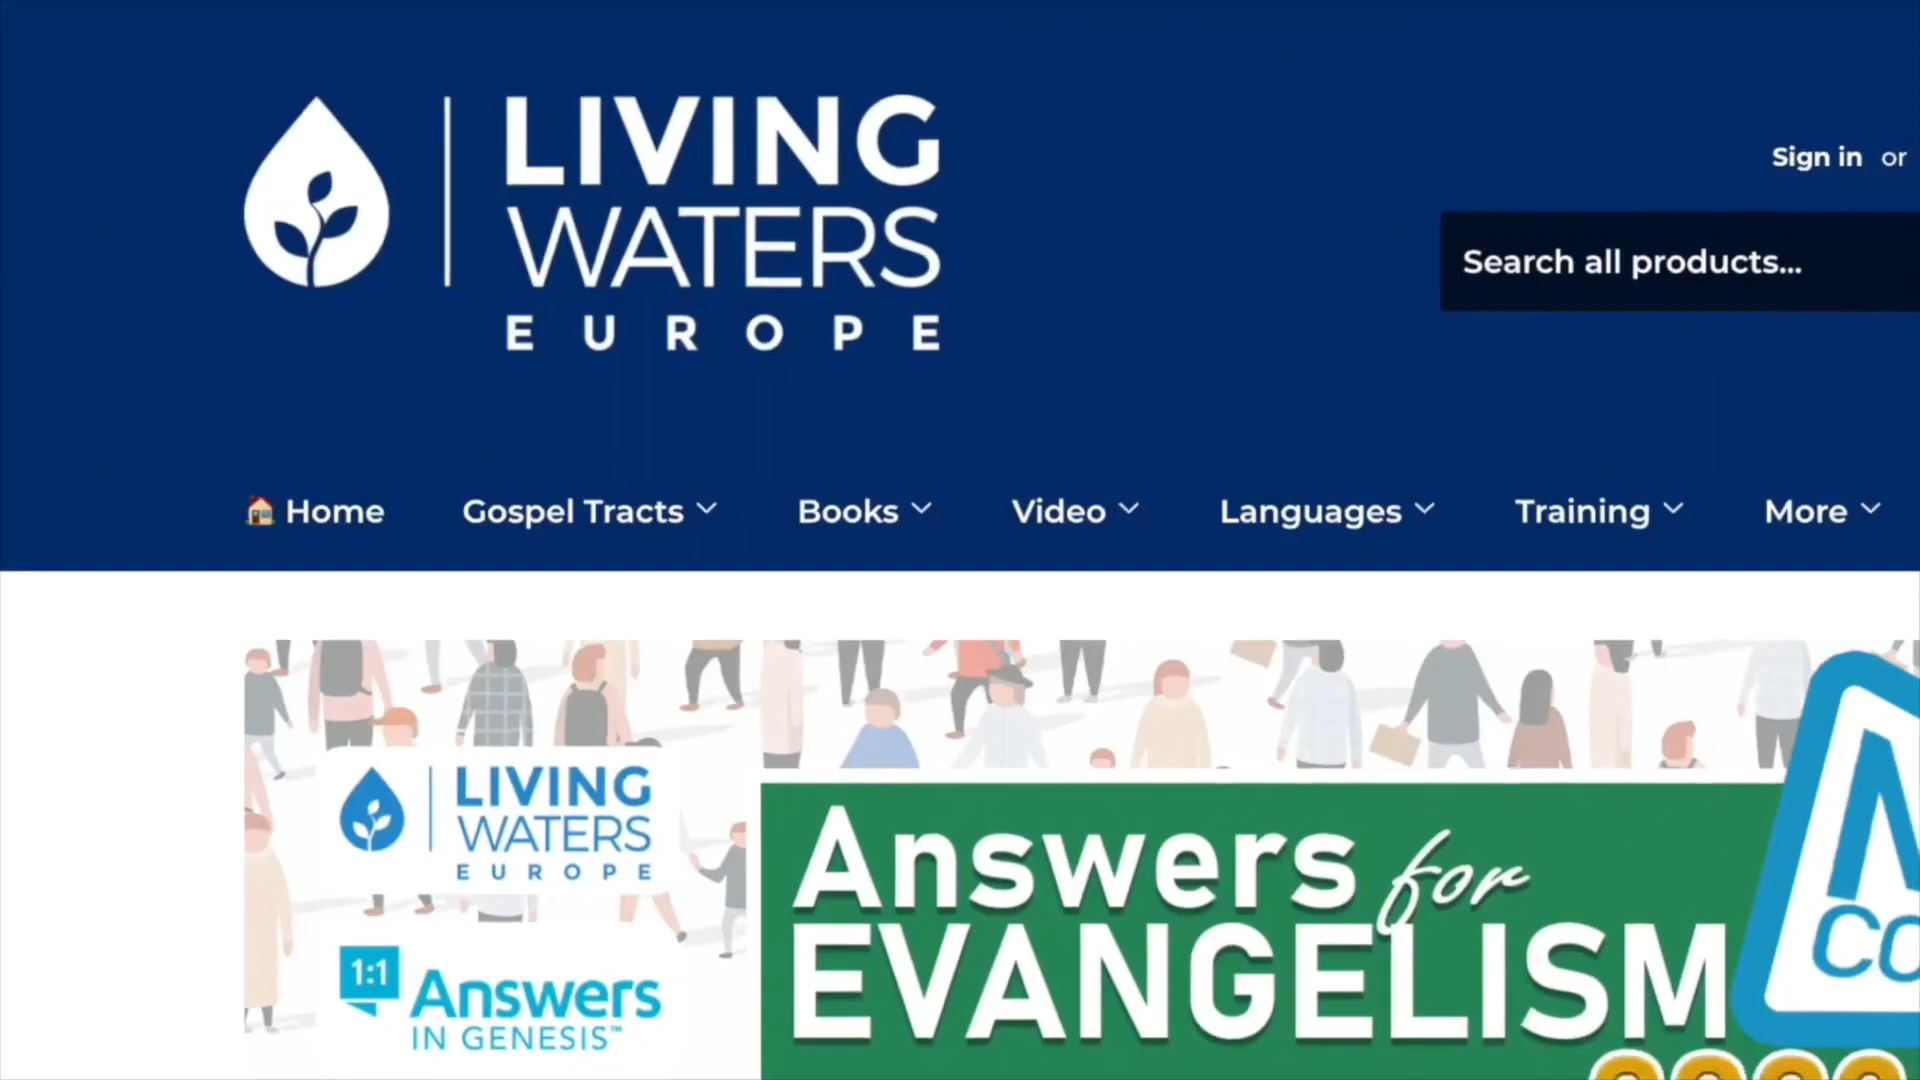 LIVING
WATERS
EUROPE
Sign in or
Search all products...
Home Gospel Tracts Books Video Languages Training More
LIVING
WATERS
EUROPE
1:1 Answers
IN GENESIS™
Answers for
EVANGELISM